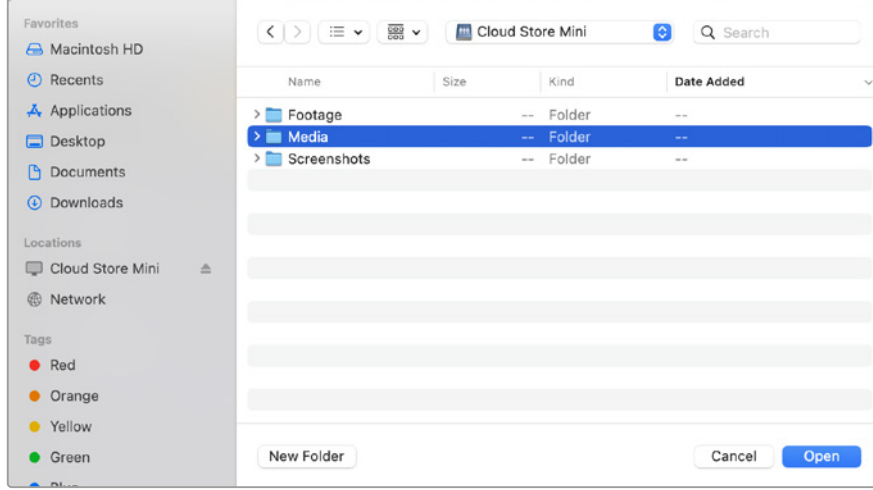 Favorites
Macintosh HD
Recents
Applications
Desktop
Documents
Downloads
Locations
Cloud Store Mini
Network
Tags
Red
Orange
Yellow
Green
Blue
Cloud Store Mini
Search
Name Size Kind Date Added
Footage -- Folder --
Media -- Folder --
Screenshots -- Folder --
New Folder Cancel Open